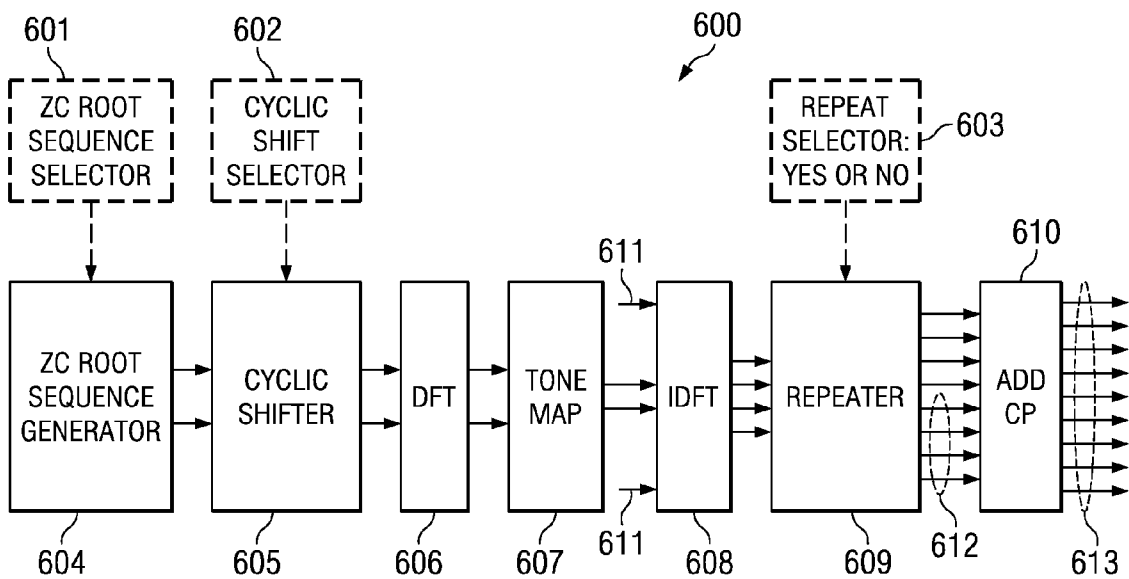 600
601
602
ZC ROOT
SEQUENCE
SELECTOR
CYCLIC
SHIFT
SELECTOR
REPEAT
SELECTOR:
YES OR NO
603
611
610
ZC ROOT
SEQUENCE
GENERATOR
CYCLIC
SHIFTER
DFT
TONE
MAP
IDFT
REPEATER
ADD
CP
604
605
606
607
611
608
609
612
613